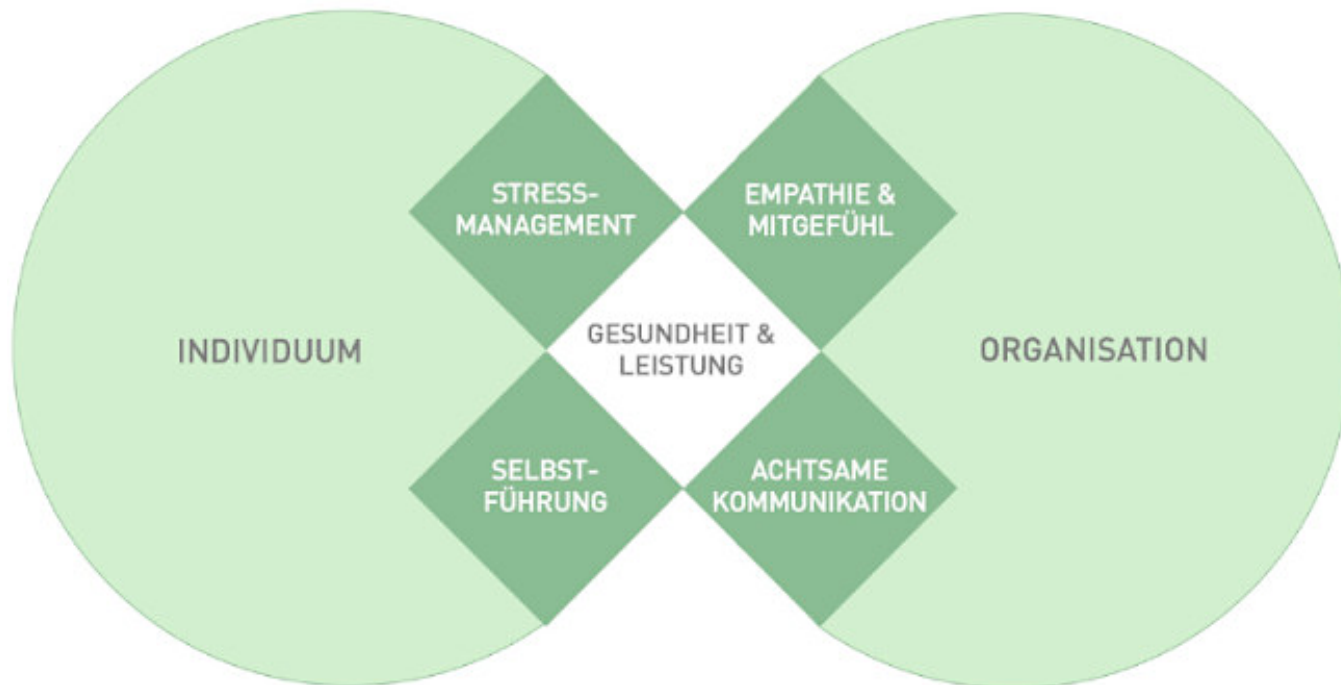 STRESS-
MANAGEMENT
EMPATHIE &
MITGEFÜHL
INDIVIDUUM
GESUNDHEIT &
LEISTUNG
ORGANISATION
SELBST-
FÜHRUNG
ACHTSAME
KOMMUNIKATION